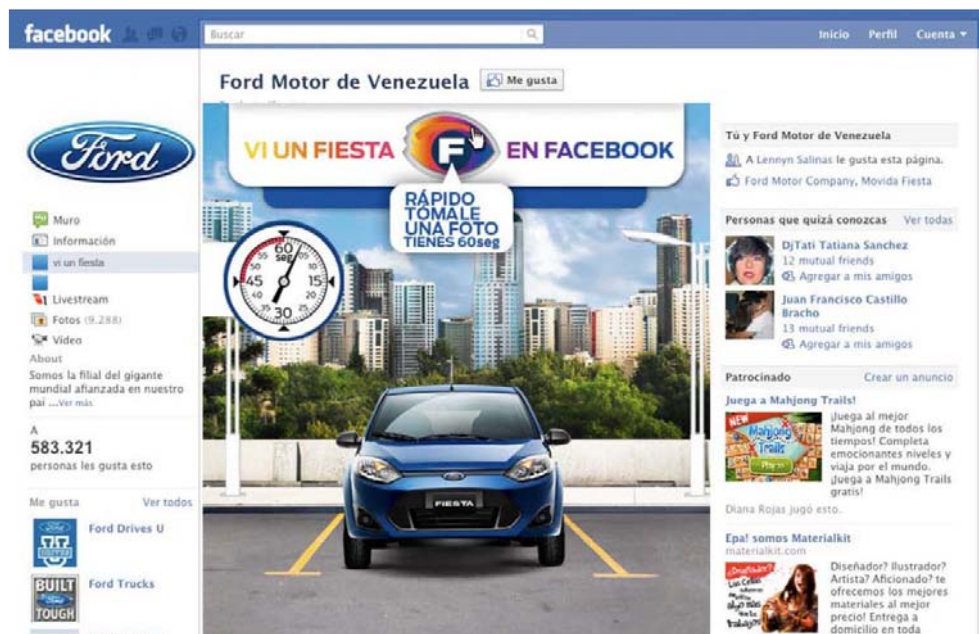 facebook
Buscar
Inicio Perfil Cuenta
Ford Motor de Venezuela
Me gusta
Ford
Muro
Información
vi un fiesta
Livestream
Fotos (9.288)
Video
About
Somos la filial del gigante
mundial afianzada en nuestro
paí ...Ver más
A
583.321
personas les gusta esto
Me gusta Ver todos
Ford Drives U
Ford Trucks
BUILT
Ford
TOUGH
VI UN FIESTA F EN FACEBOOK
RÁPIDO
TÓMALE
UNA FOTO
TIENES 60seg
60
seg
05
10
15
20
25
30
35
40
45
50
55
FIESTA
Tú y Ford Motor de Venezuela
A Lennyn Salinas le gusta esta página.
Ford Motor Company, Movida Fiesta
Personas que quizá conozcas Ver todas
DjTati Tatiana Sanchez
12 mutual friends
Agregar a mis amigos
Juan Francisco Castillo
Bracho
13 mutual friends
Agregar a mis amigos
Patrocinado Crear un anuncio
Juega a Mahjong Trails!
NEW
Mahjong
Trails
Play
¡Juega al mejor
Mahjong de todos los
tiempos! Completa
emocionantes niveles y
viaja por el mundo.
¡Juega a Mahjong Trails
gratis!
Diana Rojas jugó esto.
Epa! somos Materialkit
materialkit.com
¿Diseñador?
Diseñador? Ilustrador?
Artista? Aficionado? te
ofrecemos los mejores
materiales al mejor
precio! Entrega a
domicilio en toda